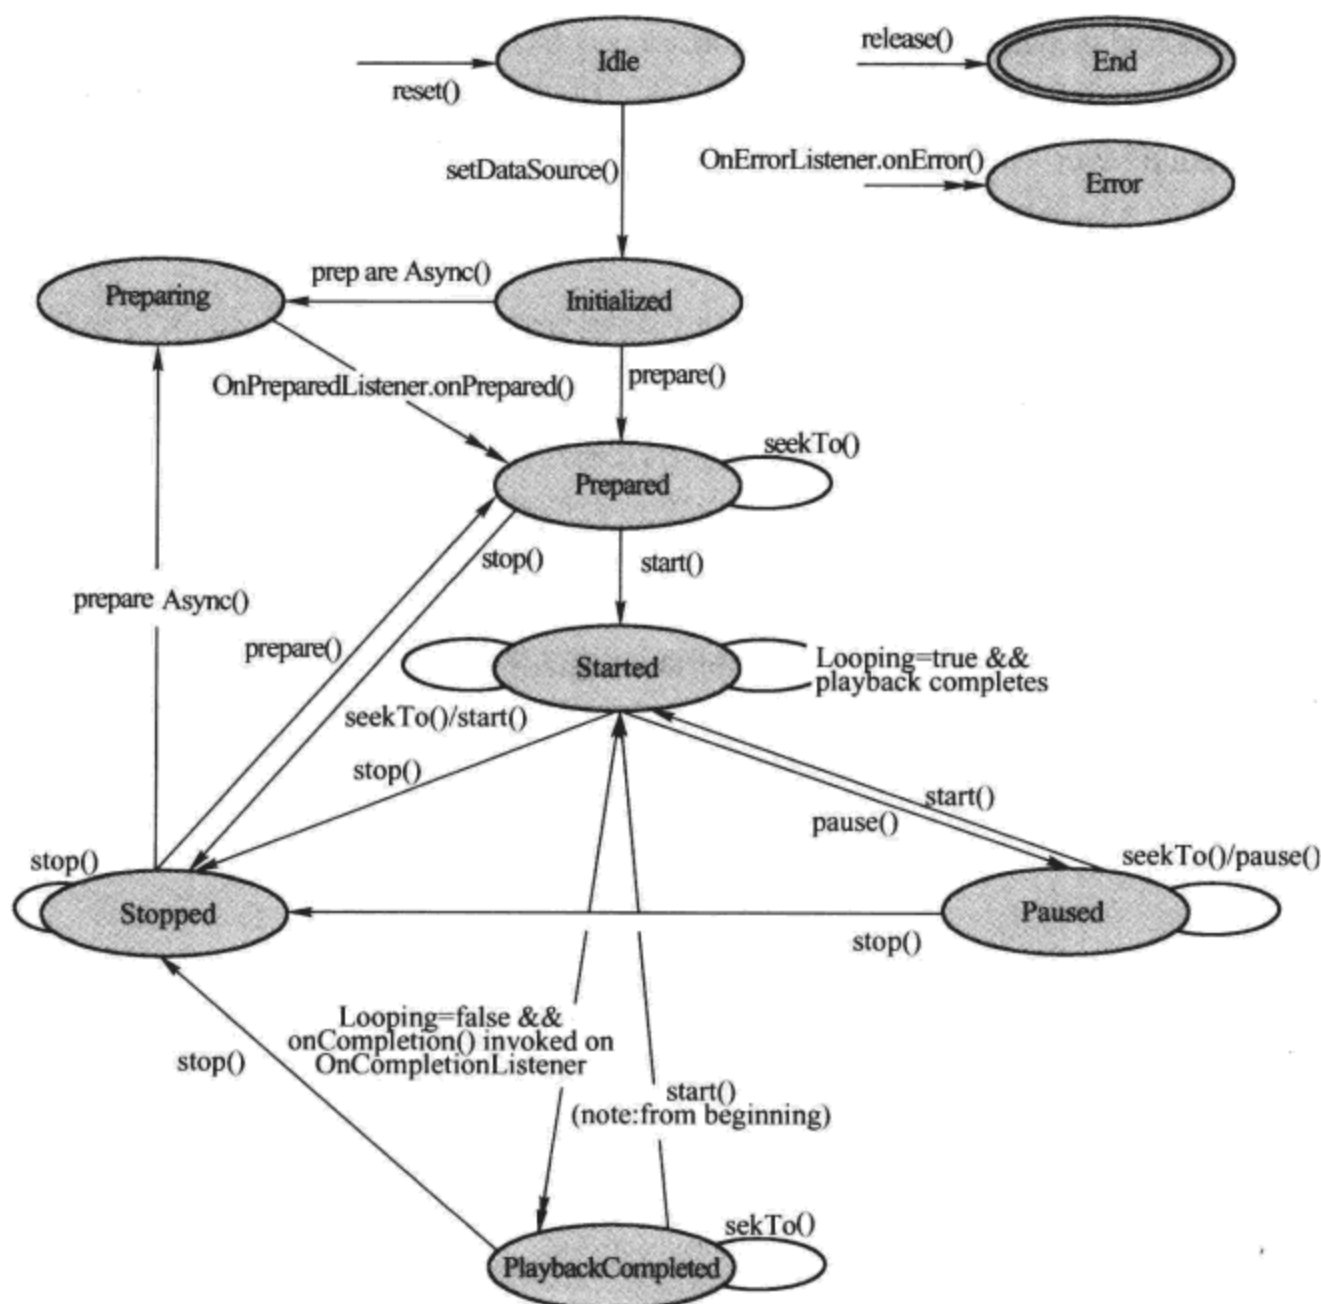 Idle
release()
End
reset()
setDataSource()
OnErrorListener.onError()
Error
prep are Async()
Preparing
Initialized
OnPreparedListener.onPrepared()
prepare()
seekTo()
Prepared
stop()
start()
prepare Async()
prepare()
Started
Looping=true &&
playback completes
seekTo()/start()
stop()
start()
pause()
stop()
seekTo()/pause()
Stopped
Paused
stop()
Looping=false &&
onCompletion() invoked on
OnCompletionListener
stop()
start()
(note:from beginning)
sekTo()
PlaybackCompleted